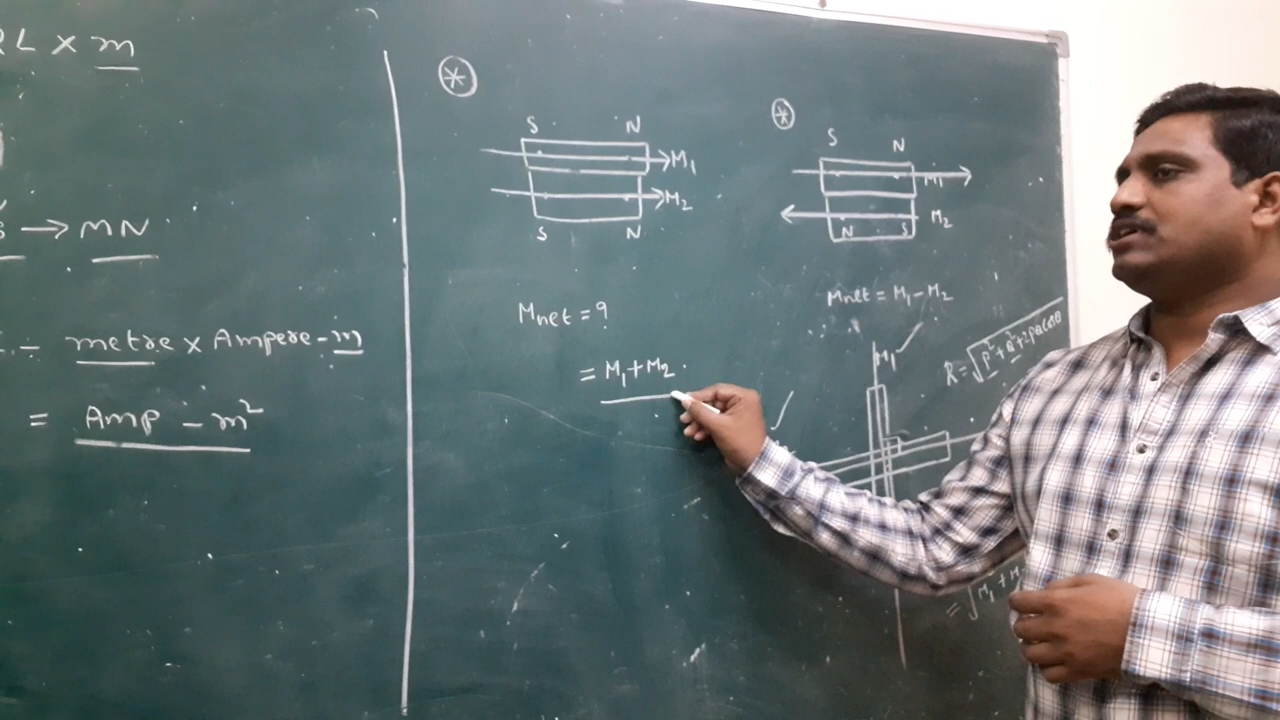 L × m
→ MN
metre × Ampere-m
= Amp - m²
S N
M₁
M₂
S N
Mnet = ?
= M₁+M₂.
S N
M₁
M₂
N S
Mnet = M₁-M₂
M₁
R = √P²+Q²+2PQCosθ
= √M₁ +